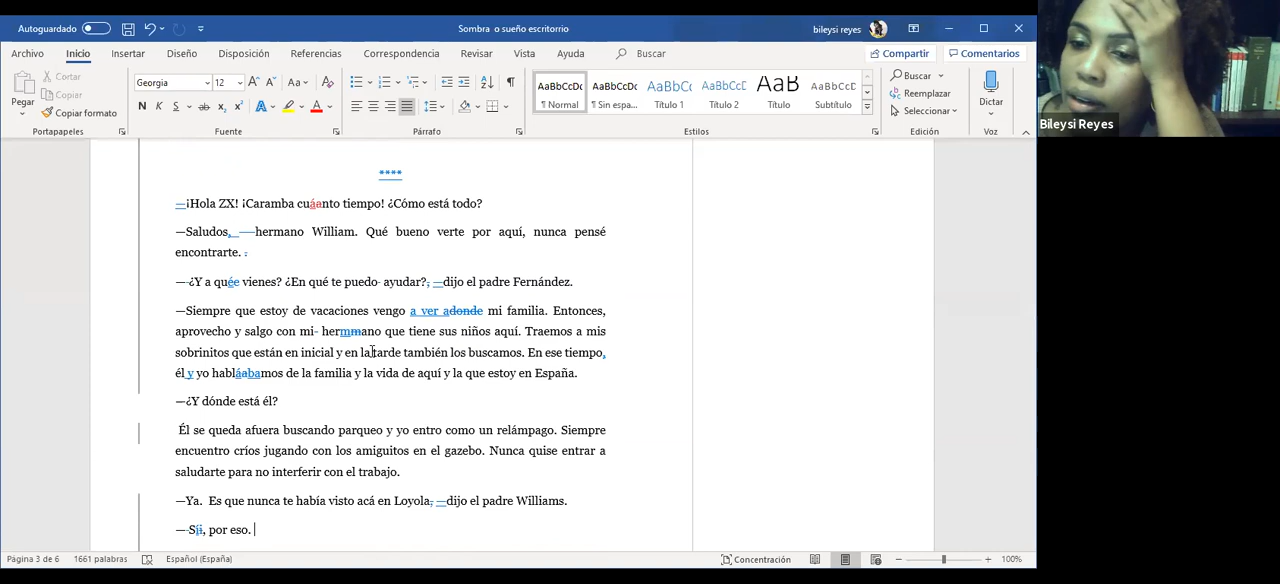 Autoguardado
Sombra o sueño escritorrio
bileysi reyes
Archivo Inicio Insertar Diseño Disposición Referencias Correspondencia Revisar Vista Ayuda Buscar Compartir Comentarios
Pegar
Cortar
Copiar
Copiar formato
Georgia 12
N K S ab x₂ x² A A
AaBbCcDc AaBbCcDc AaBbC AaBbCcC AaB AaBbCcD
¶ Normal ¶ Sin espa... Título 1 Título 2 Título Subtítulo
Buscar
Reemplazar
Seleccionar
Dictar
Portapapeles Fuente Párrafo Estilos Edición Voz
Bileysi Reyes
****
—¡Hola ZX! ¡Caramba cuáanto tiempo! ¿Cómo está todo?
—Saludos, —hermano William. Qué bueno verte por aquí, nunca pensé
encontrarte. .
—-¿Y a quée vienes? ¿En qué te puedo- ayudar?, —dijo el padre Fernández.
—Siempre que estoy de vacaciones vengo a ver adonde mi familia. Entonces,
aprovecho y salgo con mi- hermmano que tiene sus niños aquí. Traemos a mis
sobrinitos que están en inicial y en la tarde también los buscamos. En ese tiempo,
él y yo habláabamos de la familia y la vida de aquí y la que estoy en España.
—¿Y dónde está él?
Él se queda afuera buscando parqueo y yo entro como un relámpago. Siempre
encuentro críos jugando con los amiguitos en el gazebo. Nunca quise entrar a
saludarte para no interferir con el trabajo.
—Ya. Es que nunca te había visto acá en Loyola, —dijo el padre Williams.
—-Síi, por eso.
Página 3 de 6 1661 palabras Español (España) Concentración 100%